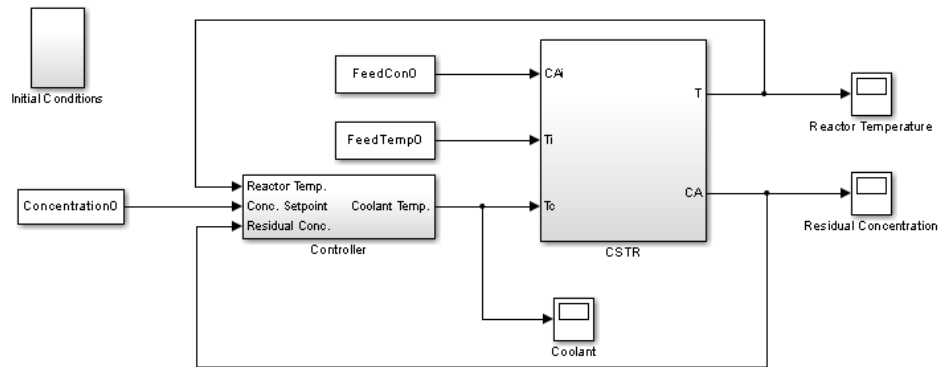 Initial Conditions
FeedCon0
CAi
T
Reactor Temperature
FeedTemp0
Ti
Reactor Temp.
Concentration0
Conc. Setpoint
Coolant Temp.
Residual Conc.
Controller
Tc
CA
CSTR
Residual Concentration
Coolant